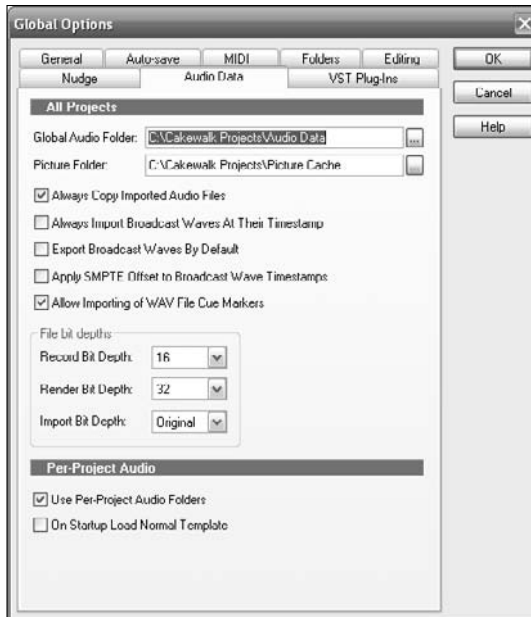 Global Options
General Auto-save MIDI Folders Editing
Nudge Audio Data VST Plug-Ins
OK
Cancel
Help
All Projects
Global Audio Folder: C:\Cakewalk Projects\Audio Data ...
Picture Folder: C:\Cakewalk Projects\Picture Cache
Always Copy Imported Audio Files
Always Import Broadcast Waves At Their Timestamp
Export Broadcast Waves By Default
Apply SMPTE Offset to Broadcast Wave Timestamps
Allow Importing of WAV File Cue Markers
File bit depths
Record Bit Depth: 16
Render Bit Depth: 32
Import Bit Depth: Original
Per-Project Audio
Use Per-Project Audio Folders
On Startup Load Normal Template